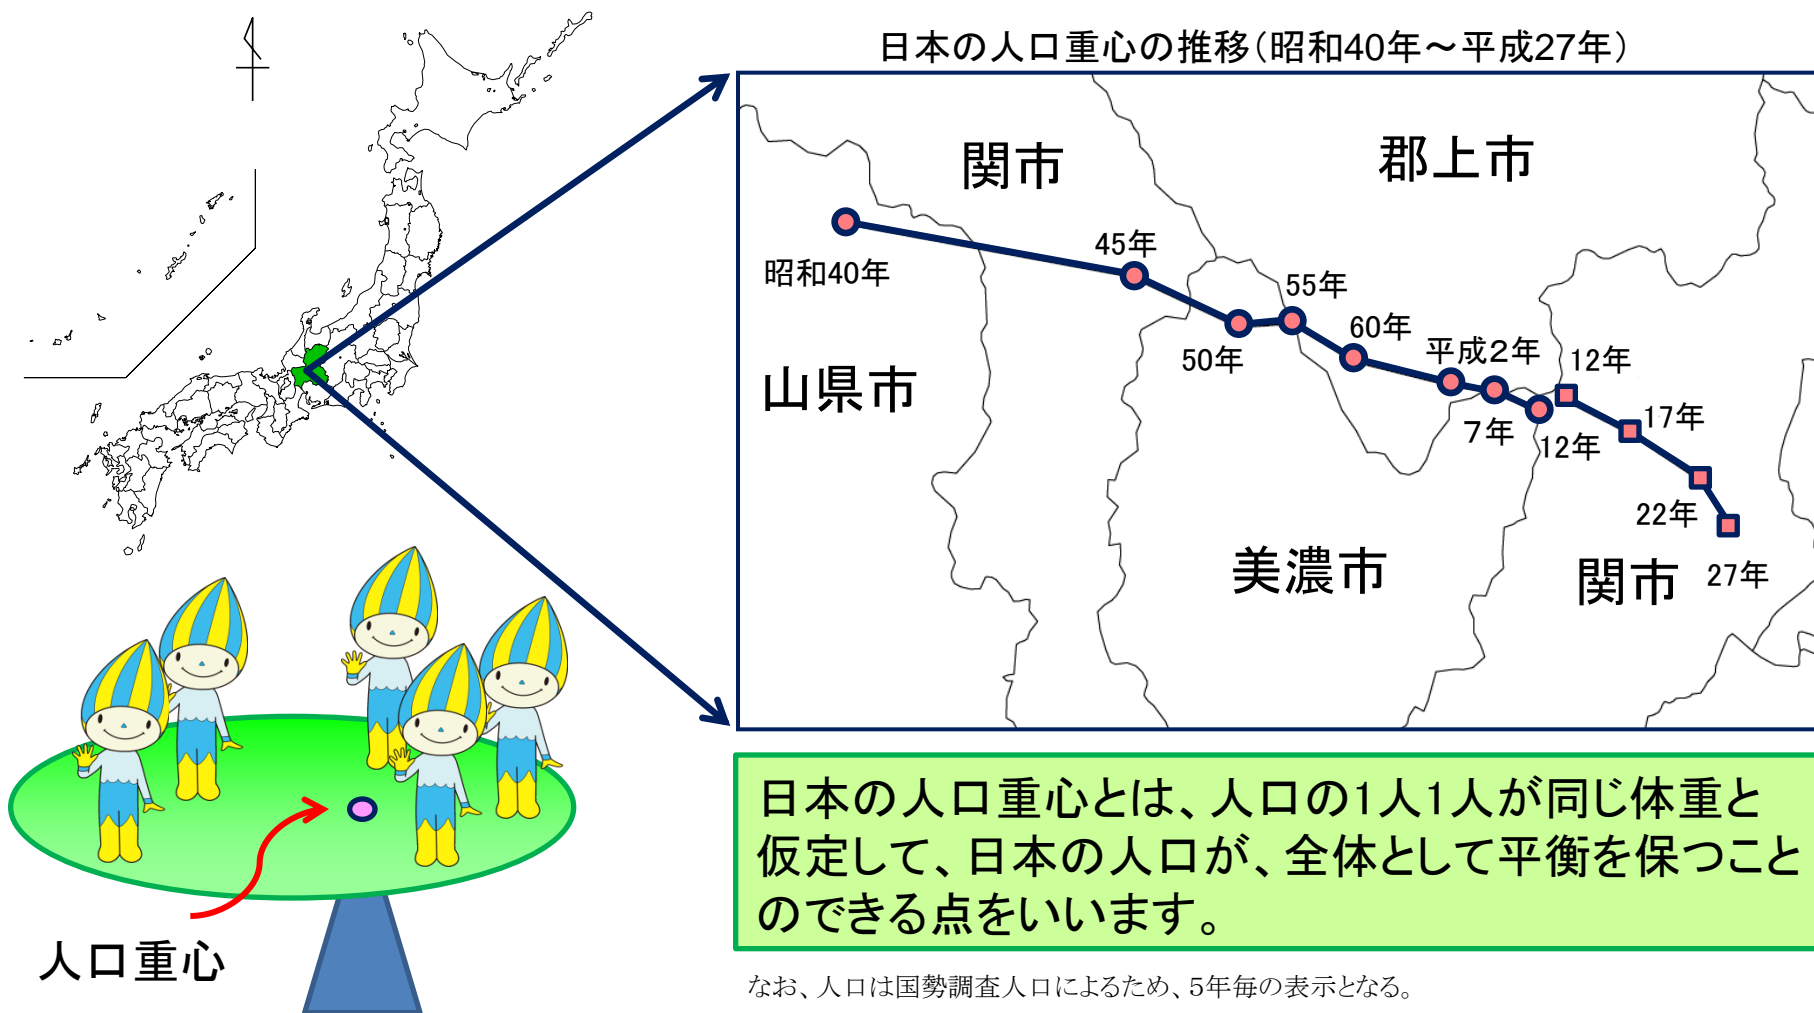 日本の人口重心の推移(昭和40年～平成27年)
関市
郡上市
昭和40年
45年
50年
55年
60年
平成2年
7年
12年
12年
17年
22年
27年
山県市
美濃市
関市
人口重心
日本の人口重心とは、人口の1人1人が同じ体重と
仮定して、日本の人口が、全体として平衡を保つこと
のできる点をいいます。
なお、人口は国勢調査人口によるため、5年毎の表示となる。